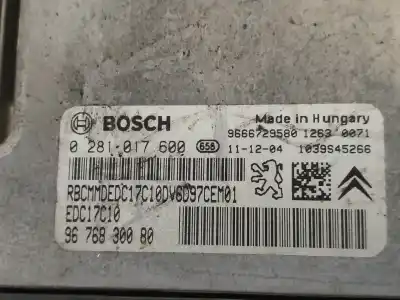 BOSCH
Made in Hungary
9666729580 1263 0071
0 281 017 600 656 11-12-04 1039S45266
RBCMMDEDC17C10DV6D97CEM01
EDC17C10
96 768 300 80